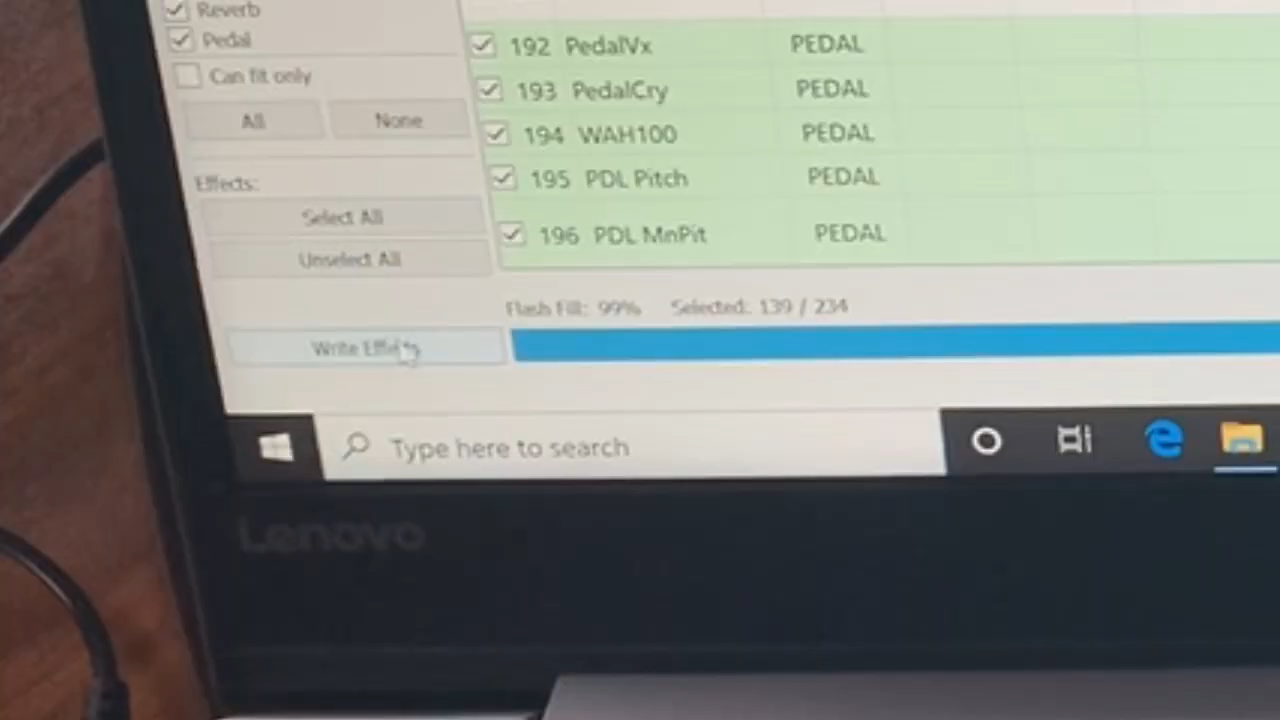 Reverb
Pedal
Can fit only
All None
Effects:
Select All
Unselect All
192 PedalVx PEDAL
193 PedalCry PEDAL
194 WAH100 PEDAL
195 PDL Pitch PEDAL
196 PDL MnPit PEDAL
Flash Fill: 99% Selected: 139 / 234
Write Effects
Type here to search
Lenovo